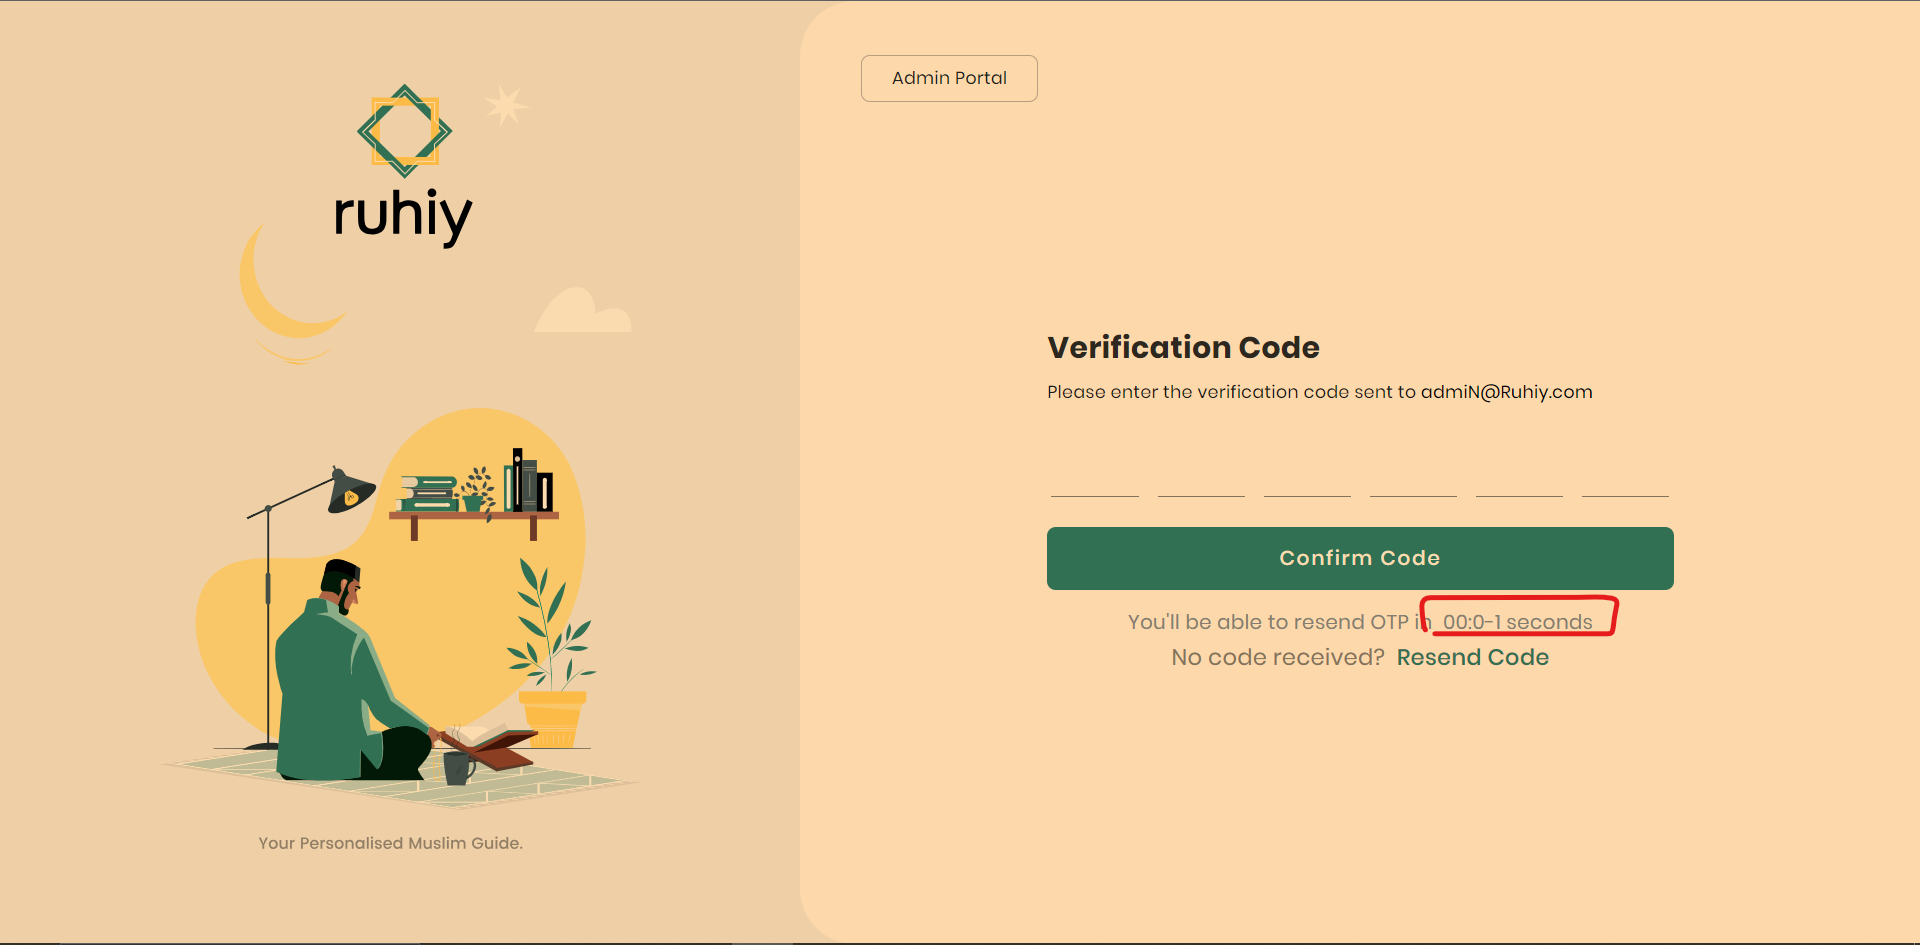 ruhiy
Your Personalised Muslim Guide.
Admin Portal
Verification Code
Please enter the verification code sent to admiN@Ruhiy.com
Confirm Code
You'll be able to resend OTP in 00:0-1 seconds
No code received? Resend Code